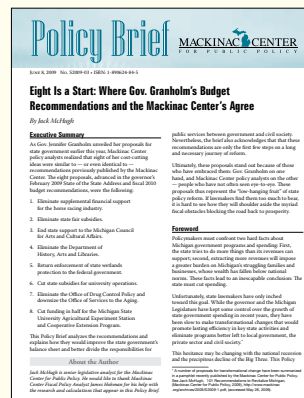 Policy Brief
MACKINAC CENTER
FOR PUBLIC POLICY
JULY 8, 2009 No. S2009-03 • ISBN: 1-890624-84-5
Eight Is a Start: Where Gov. Granholm's Budget
Recommendations and the Mackinac Center's Agree
By Jack McHugh
Executive Summary
As Gov. Jennifer Granholm unveiled her proposals for
state government earlier this year, Mackinac Center
policy analysts realized that eight of her cost-cutting
ideas were similar to — or even identical to —
recommendations previously published by the Mackinac
Center. The eight proposals, advanced in the governor's
February 2009 State of the State Address and fiscal 2010
budget recommendations, were the following:
1. Eliminate supplemental financial support
for the horse racing industry.
2. Eliminate state fair subsidies.
3. End state support to the Michigan Council
for Arts and Cultural Affairs.
4. Eliminate the Department of
History, Arts and Libraries.
5. Return enforcement of state wetlands
protection to the federal government.
6. Cut state subsidies for university operations.
7. Eliminate the Office of Drug Control Policy and
downsize the Office of Services to the Aging.
8. Cut funding in half for the Michigan State
University Agricultural Experiment Station
and Cooperative Extension Program.
This Policy Brief analyzes the recommendations and
explains how they would improve the state government's
balance sheet and better divide the responsibilities for
About the Author
Jack McHugh is senior legislative analyst for the Mackinac
Center for Public Policy. He would like to thank Mackinac
Center Fiscal Policy Analyst James Hohman for his help with
the research and calculations that appear in this Policy Brief.
public services between government and civil society.
Nevertheless, the brief also acknowledges that that these
recommendations are only the first steps on a long
and necessary journey of reform.
Ultimately, these proposals stand out because of those
who have embraced them: Gov. Granholm on one
hand, and Mackinac Center policy analysts on the other
— people who have not often seen eye-to-eye. These
proposals thus represent the "low-hanging fruit" of state
policy reform. If lawmakers find them too much to bear,
it is hard to see how they will shoulder aside the myriad
fiscal obstacles blocking the road back to prosperity.
Foreword
Policymakers must confront two hard facts about
Michigan government programs and spending: First,
the state tries to do more things than its revenues can
support; second, extracting more revenues will impose
a greater burden on Michigan's struggling families and
businesses, whose wealth has fallen below national
norms. These facts lead to an inescapable conclusion: The
state must cut spending.
Unfortunately, state lawmakers have only inched
toward this goal. While the governor and the Michigan
Legislature have kept some control over the growth of
state government spending in recent years, they have
been slow to make transformational changes that would
promote lasting efficiency in key state activities and
eliminate programs better left to local government, the
private sector and civil society.*
This hesitance may be changing with the national recession
and the precipitous decline of the Big Three. This Policy